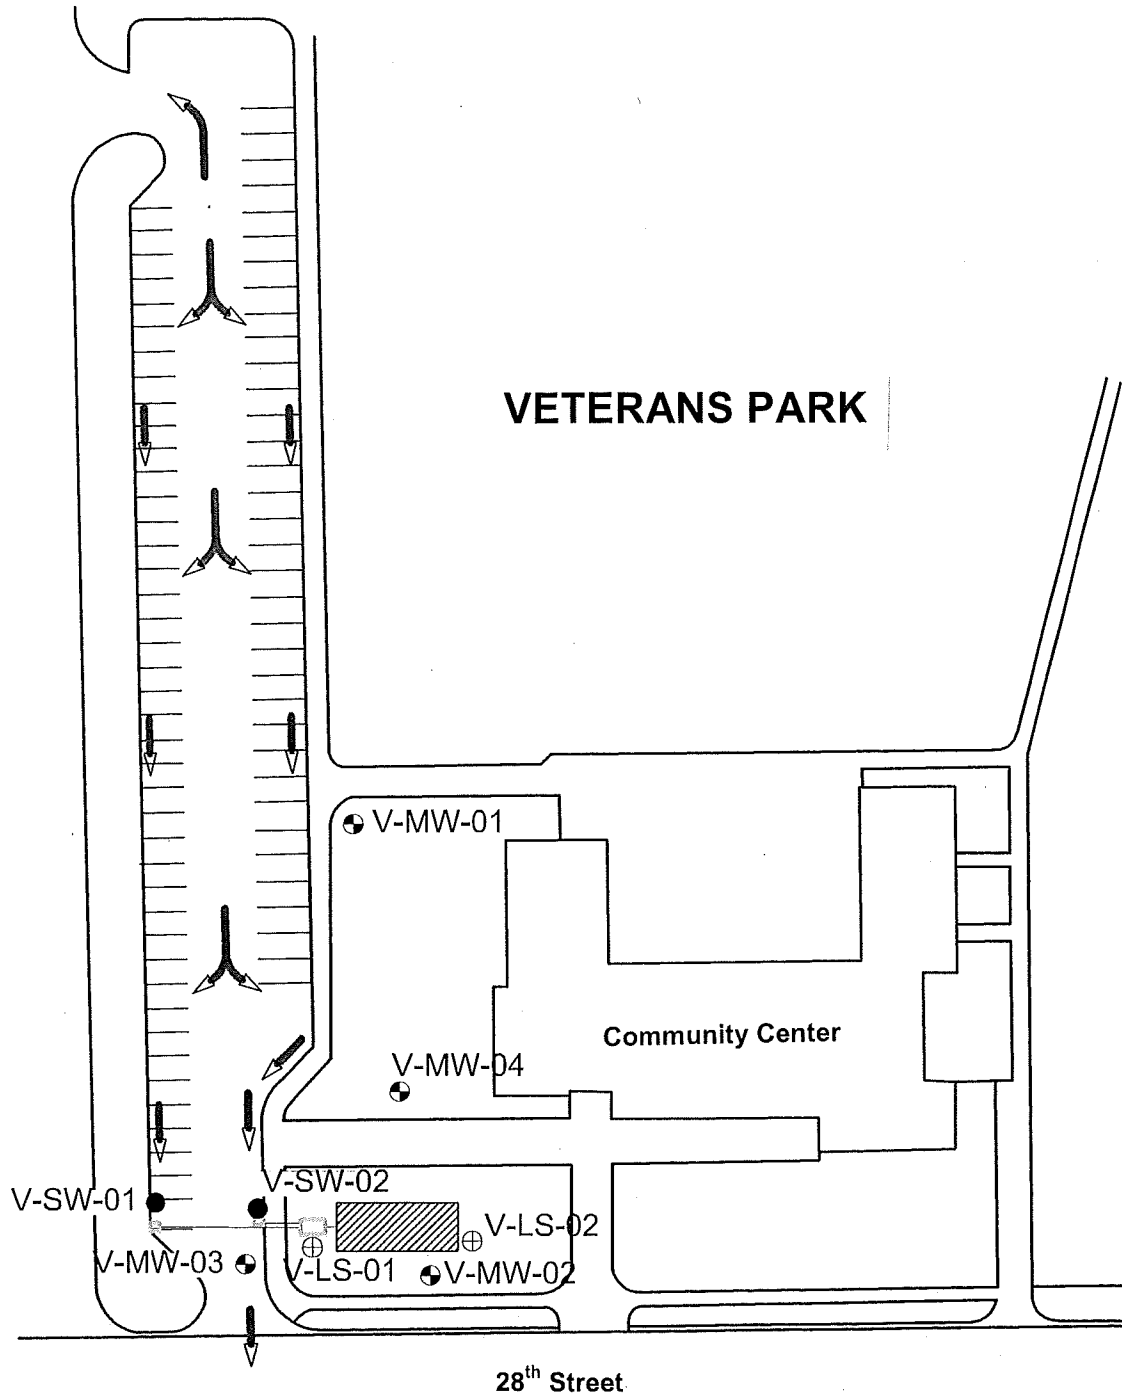 VETERANS PARK
V-MW-01
Community Center
V-MW-04
V-SW-02
V-SW-01
V-LS-02
V-MW-03
V-LS-01
V-MW-02
28th Street